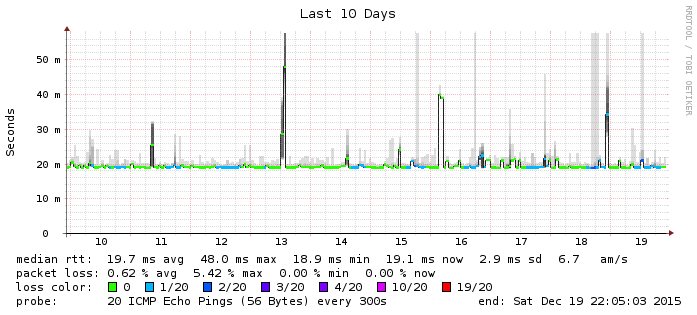 Last 10 Days
RRDTOOL / TOBI OETIKER
Seconds
50 m
40 m
30 m
20 m
10 m
0
10 11 12 13 14 15 16 17 18 19
median rtt: 19.7 ms avg 48.0 ms max 18.9 ms min 19.1 ms now 2.9 ms sd 6.7 am/s
packet loss: 0.62 % avg 5.42 % max 0.00 % min 0.00 % now
loss color: 0 1/20 2/20 3/20 4/20 10/20 19/20
probe: 20 ICMP Echo Pings (56 Bytes) every 300s end: Sat Dec 19 22:05:03 2015